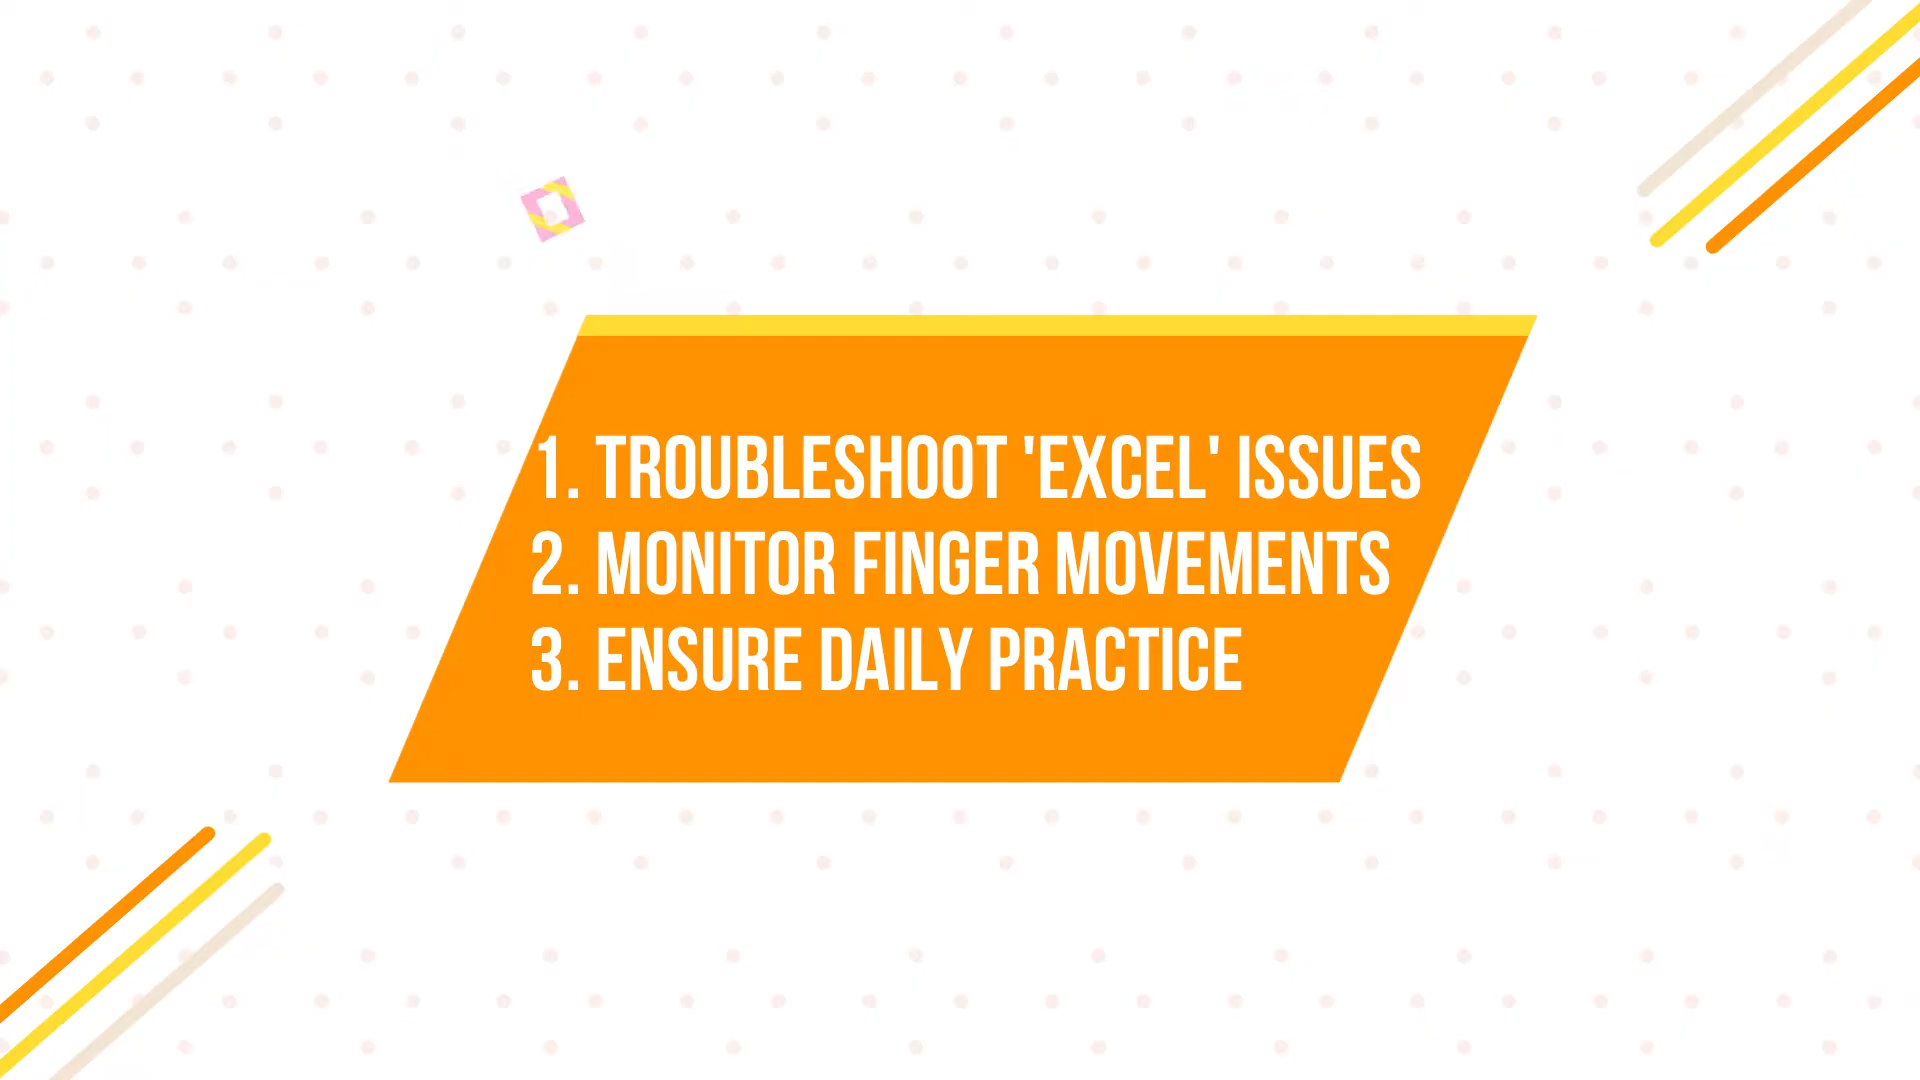 1. TROUBLESHOOT 'EXCEL' ISSUES
2. MONITOR FINGER MOVEMENTS
3. ENSURE DAILY PRACTICE